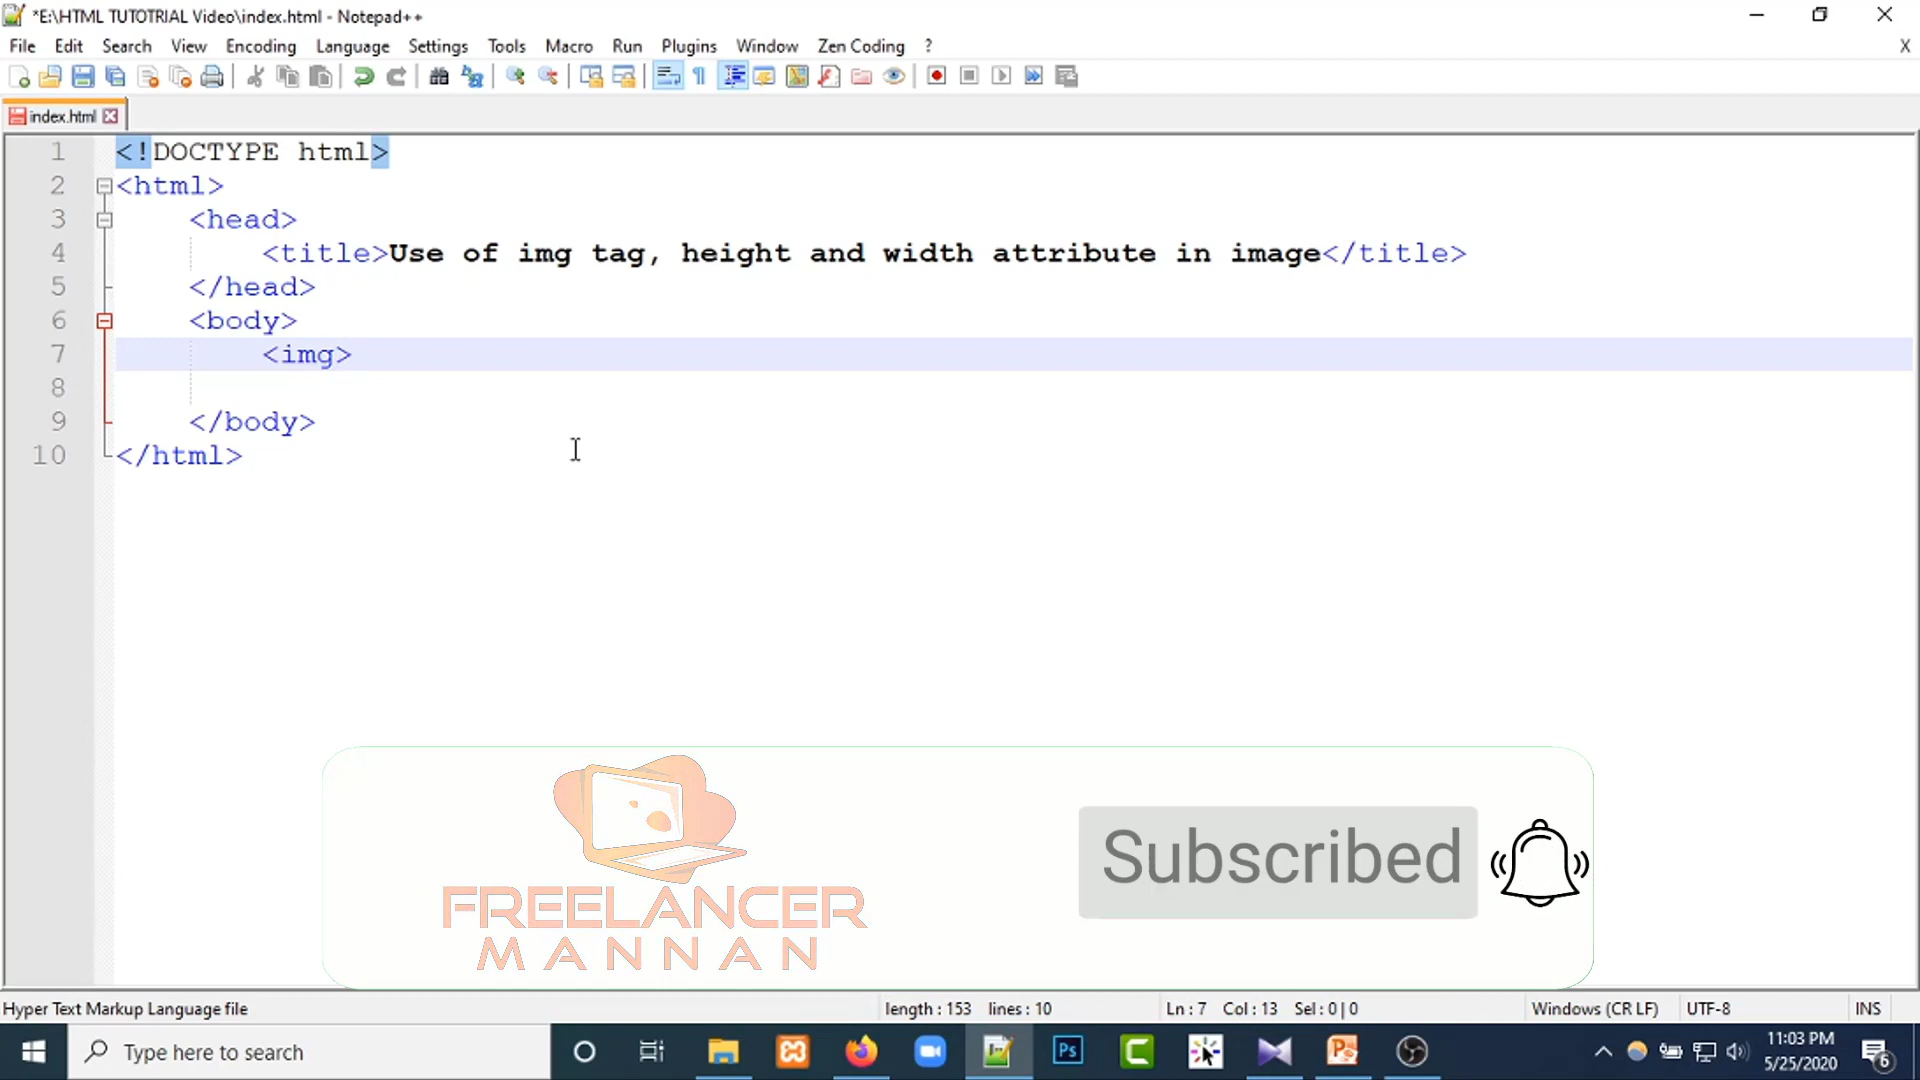 *E:\HTML TUTOTRIAL Video\index.html - Notepad++
File Edit Search View Encoding Language Settings Tools Macro Run Plugins Window Zen Coding ? X
index.html
1 <!DOCTYPE html>
2 <html>
3 <head>
4 <title>Use of img tag, height and width attribute in image</title>
5 </head>
6 <body>
7 <img>
8
9 </body>
10 </html>
FREELANCER
MANNAN
Subscribed
Hyper Text Markup Language file length : 153 lines : 10 Ln : 7 Col : 13 Sel : 0 | 0 Windows (CR LF) UTF-8 INS
Type here to search
Ps
11:03 PM
5/25/2020
6